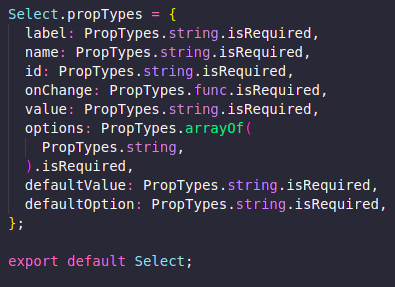 Select.propTypes = {
  label: PropTypes.string.isRequired,
  name: PropTypes.string.isRequired,
  id: PropTypes.string.isRequired,
  onChange: PropTypes.func.isRequired,
  value: PropTypes.string.isRequired,
  options: PropTypes.arrayOf(
    PropTypes.string,
  ).isRequired,
  defaultValue: PropTypes.string.isRequired,
  defaultOption: PropTypes.string.isRequired,
};

export default Select;